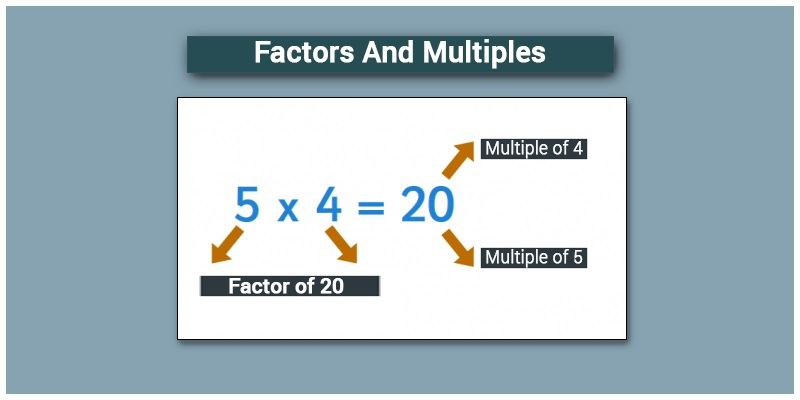 Factors And Multiples
Multiple of 4
5 x 4 = 20
Multiple of 5
Factor of 20